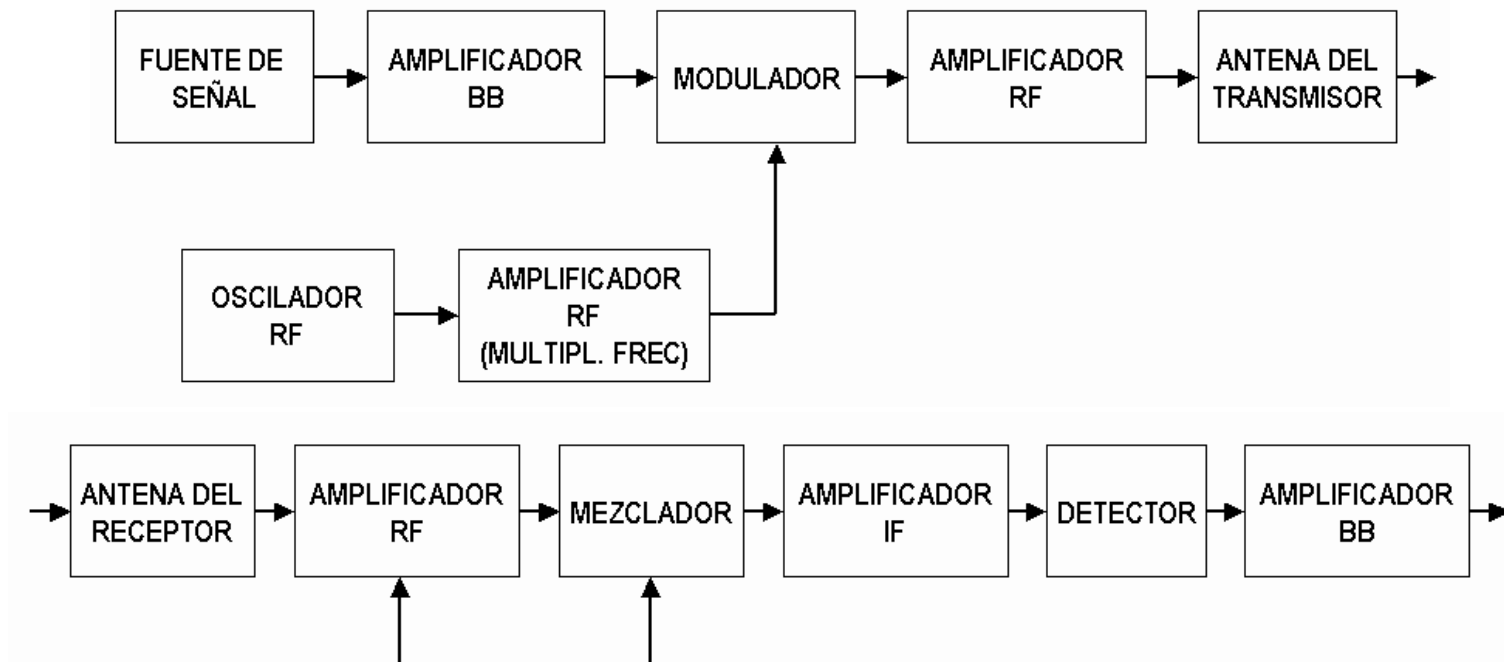 FUENTE DE
SEÑAL
AMPLIFICADOR
BB
MODULADOR
AMPLIFICADOR
RF
ANTENA DEL
TRANSMISOR
OSCILADOR
RF
AMPLIFICADOR
RF
(MULTIPL. FREC)
ANTENA DEL
RECEPTOR
AMPLIFICADOR
RF
MEZCLADOR
AMPLIFICADOR
IF
DETECTOR
AMPLIFICADOR
BB